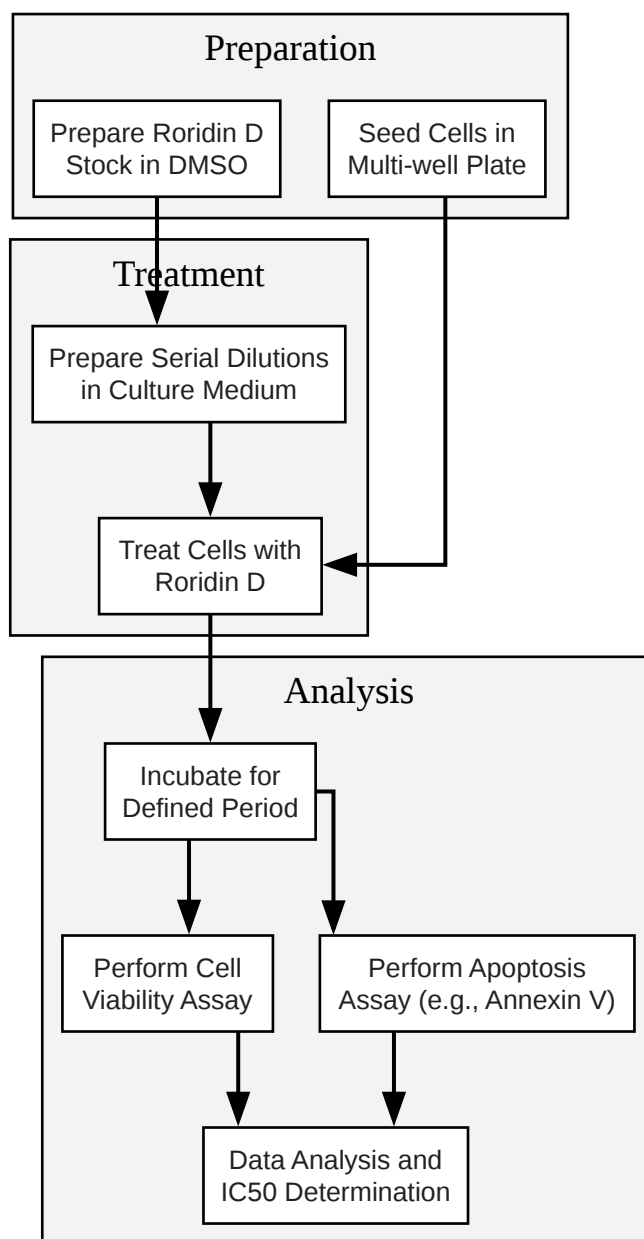 Preparation
Prepare Roridin D
Stock in DMSO
Seed Cells in
Multi-well Plate
Treatment
Prepare Serial Dilutions
in Culture Medium
Treat Cells with
Roridin D
Analysis
Incubate for
Defined Period
Perform Cell
Viability Assay
Perform Apoptosis
Assay (e.g., Annexin V)
Data Analysis and
IC50 Determination